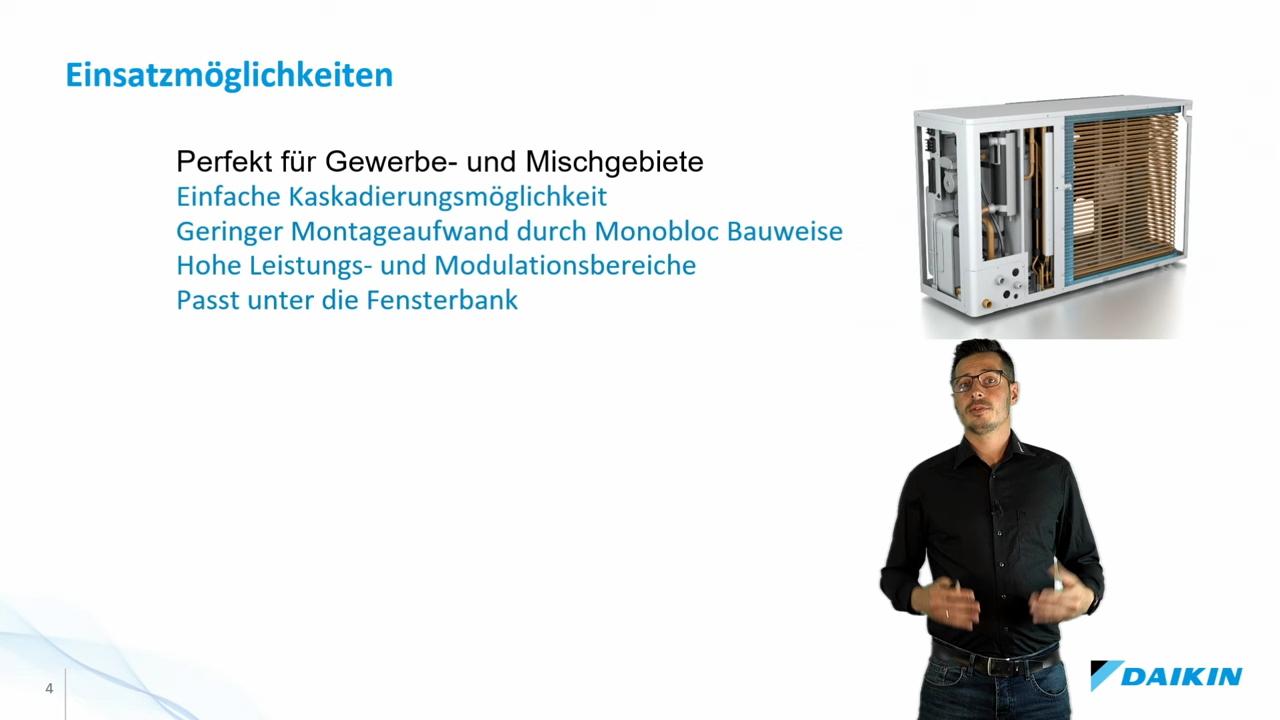 Einsatzmöglichkeiten
Perfekt für Gewerbe- und Mischgebiete
Einfache Kaskadierungsmöglichkeit
Geringer Montageaufwand durch Monobloc Bauweise
Hohe Leistungs- und Modulationsbereiche
Passt unter die Fensterbank
4
DAIKIN